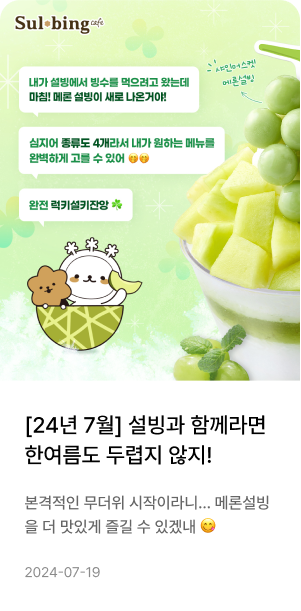 Sul•bing cafe
샤인머스켓
메론설빙
내가 설빙에서 빙수를 먹으려고 왔는데
마침! 메론 설빙이 새로 나온거야!
심지어 종류도 4개라서 내가 원하는 메뉴를
완벽하게 고를 수 있어 🤭🤭
완전 럭키설키잔앙 ☘️
[24년 7월] 설빙과 함께라면
한여름도 두렵지 않지!
본격적인 무더위 시작이라니... 메론설빙
을 더 맛있게 즐길 수 있겠내 😋
2024-07-19